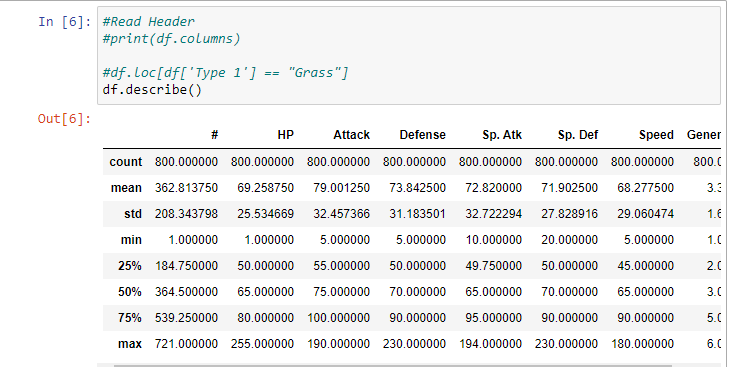 In [6]: #Read Header
#print(df.columns)
#df.loc[df['Type 1'] == "Grass"]
df.describe()
Out[6]:
# HP Attack Defense Sp. Atk Sp. Def Speed Gener
count 800.000000 800.000000 800.000000 800.000000 800.000000 800.000000 800.000000 800.0
mean 362.813750 69.258750 79.001250 73.842500 72.820000 71.902500 68.277500 3.3
std 208.343798 25.534669 32.457366 31.183501 32.722294 27.828916 29.060474 1.6
min 1.000000 1.000000 5.000000 5.000000 10.000000 20.000000 5.000000 1.0
25% 184.750000 50.000000 55.000000 50.000000 49.750000 50.000000 45.000000 2.0
50% 364.500000 65.000000 75.000000 70.000000 65.000000 70.000000 65.000000 3.0
75% 539.250000 80.000000 100.000000 90.000000 95.000000 90.000000 90.000000 5.0
max 721.000000 255.000000 190.000000 230.000000 194.000000 230.000000 180.000000 6.0